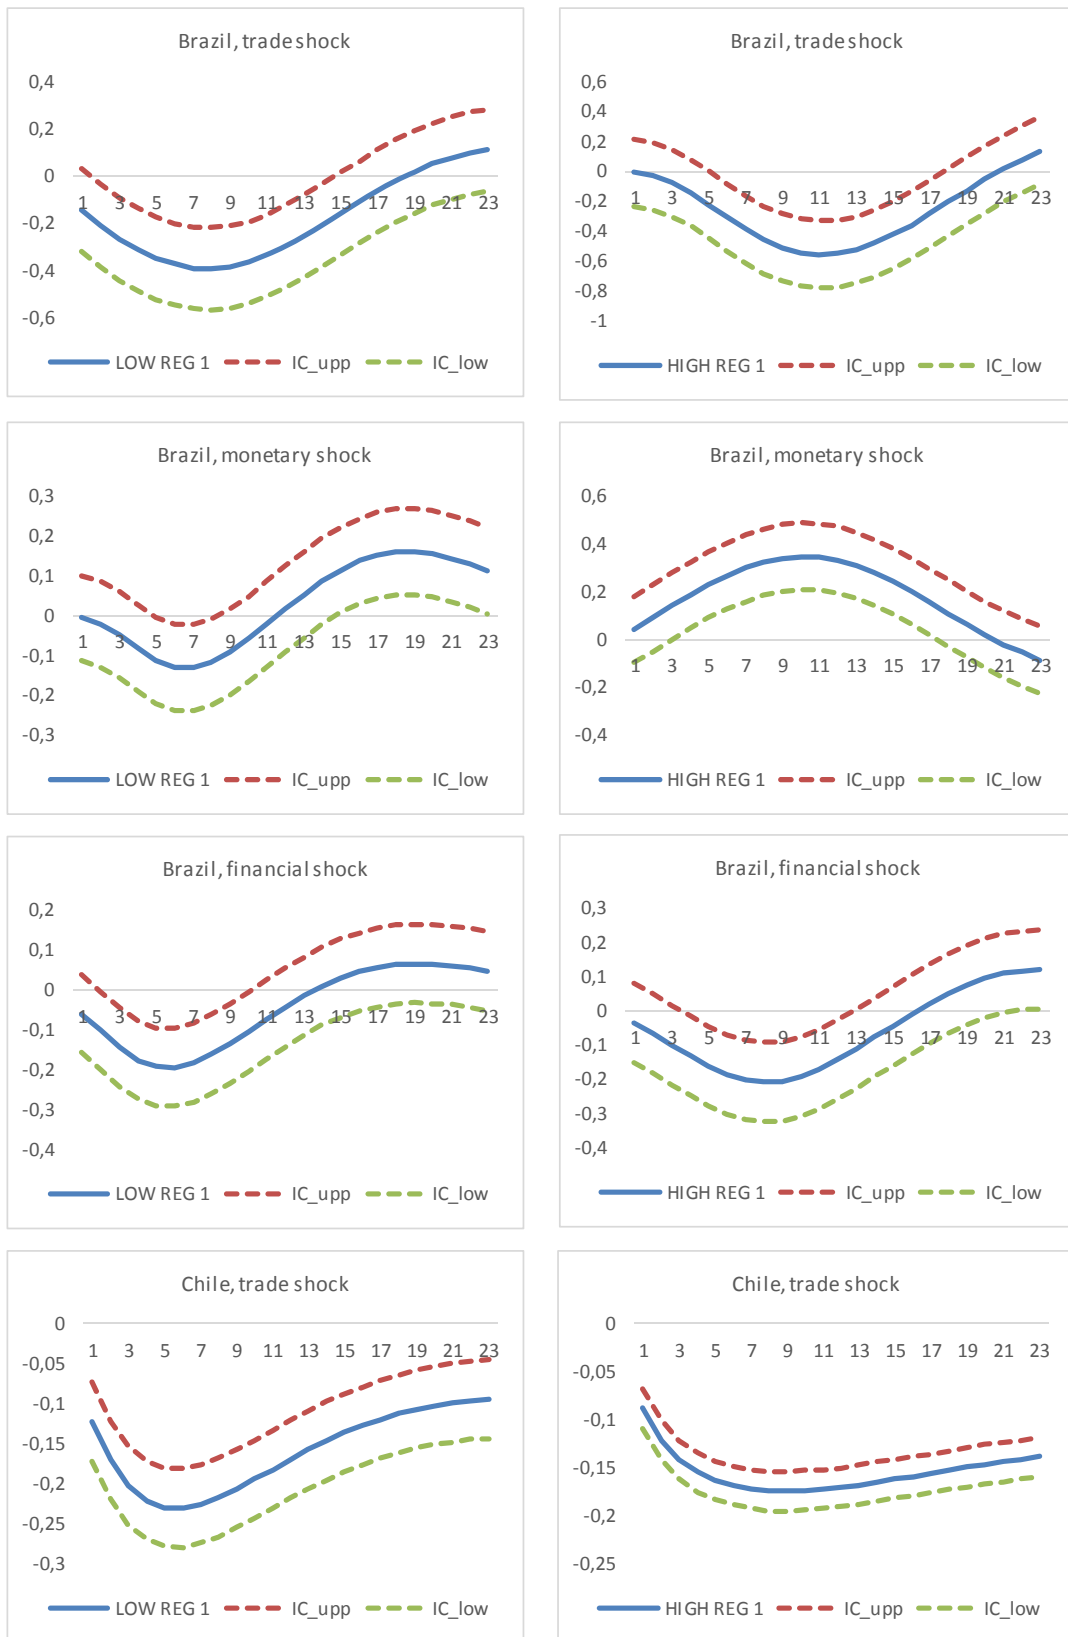 Brazil, trade shock
0,4
0,2
0
-0,2
-0,4
-0,6
1 3 5 7 9 11 13 15 17 19 21 23
LOW REG 1 IC_upp IC_low
Brazil, trade shock
0,6
0,4
0,2
0
-0,2
-0,4
-0,6
-0,8
-1
1 3 5 7 9 11 13 15 17 19 21 23
HIGH REG 1 IC_upp IC_low
Brazil, monetary shock
0,3
0,2
0,1
0
-0,1
-0,2
-0,3
1 3 5 7 9 11 13 15 17 19 21 23
LOW REG 1 IC_upp IC_low
Brazil, monetary shock
0,6
0,4
0,2
0
-0,2
-0,4
1 3 5 7 9 11 13 15 17 19 21 23
HIGH REG 1 IC_upp IC_low
Brazil, financial shock
0,2
0,1
0
-0,1
-0,2
-0,3
-0,4
1 3 5 7 9 11 13 15 17 19 21 23
LOW REG 1 IC_upp IC_low
Brazil, financial shock
0,3
0,2
0,1
0
-0,1
-0,2
-0,3
-0,4
1 3 5 7 9 11 13 15 17 19 21 23
HIGH REG 1 IC_upp IC_low
Chile, trade shock
0
-0,05
-0,1
-0,15
-0,2
-0,25
-0,3
1 3 5 7 9 11 13 15 17 19 21 23
LOW REG 1 IC_upp IC_low
Chile, trade shock
0
-0,05
-0,1
-0,15
-0,2
-0,25
1 3 5 7 9 11 13 15 17 19 21 23
HIGH REG 1 IC_upp IC_low